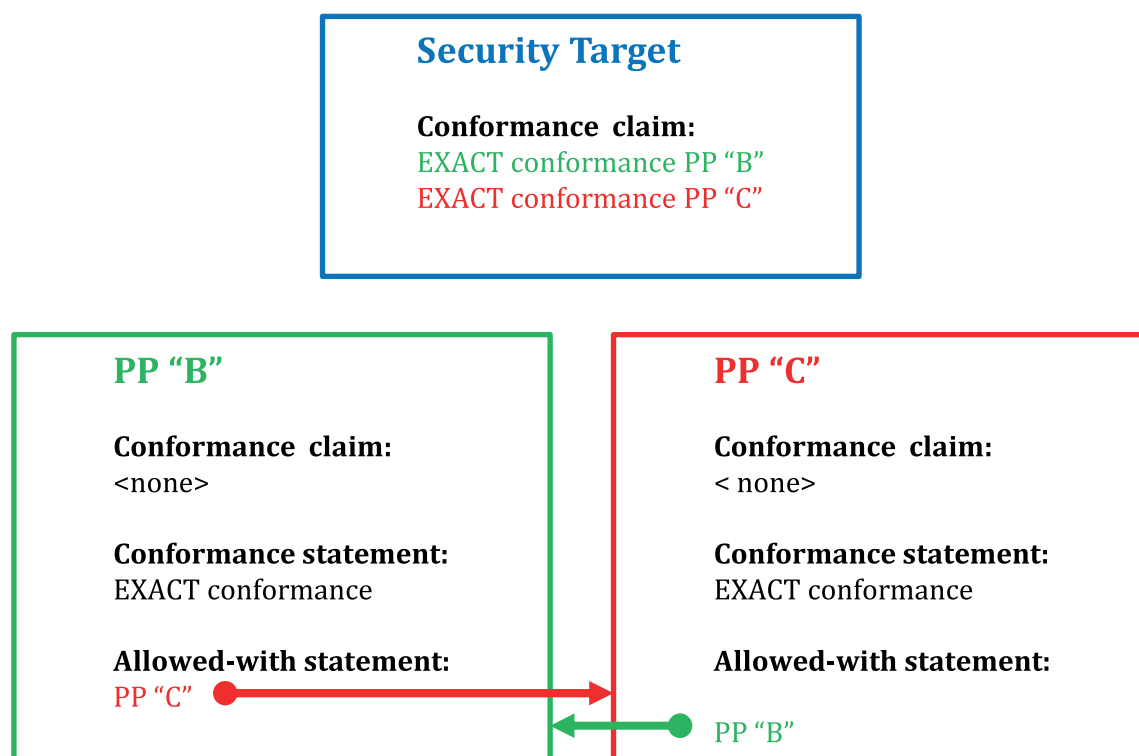 Security Target
Conformance claim:
EXACT conformance PP “B”
EXACT conformance PP “C”
PP “B”
Conformance claim:
<none>
Conformance statement:
EXACT conformance
Allowed-with statement:
PP “C”
PP “C”
Conformance claim:
< none>
Conformance statement:
EXACT conformance
Allowed-with statement:
PP “B”